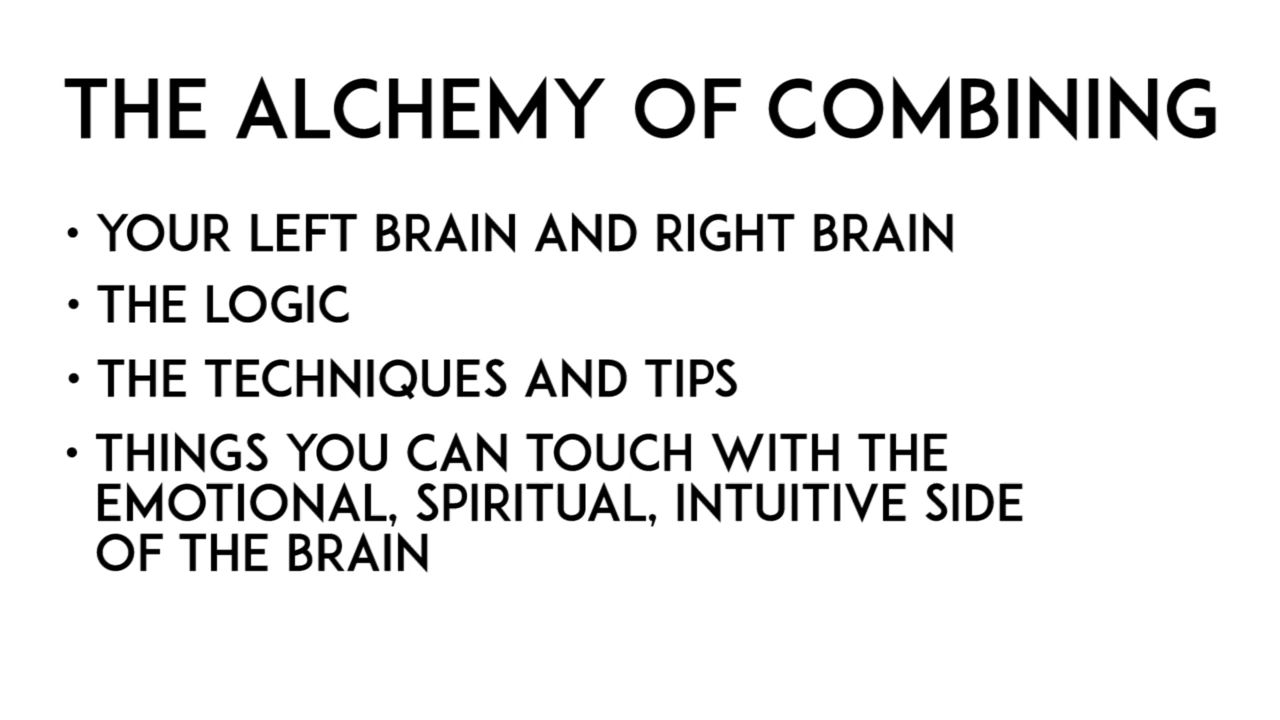 THE ALCHEMY OF COMBINING
• YOUR LEFT BRAIN AND RIGHT BRAIN
• THE LOGIC
• THE TECHNIQUES AND TIPS
• THINGS YOU CAN TOUCH WITH THE
EMOTIONAL, SPIRITUAL, INTUITIVE SIDE
OF THE BRAIN